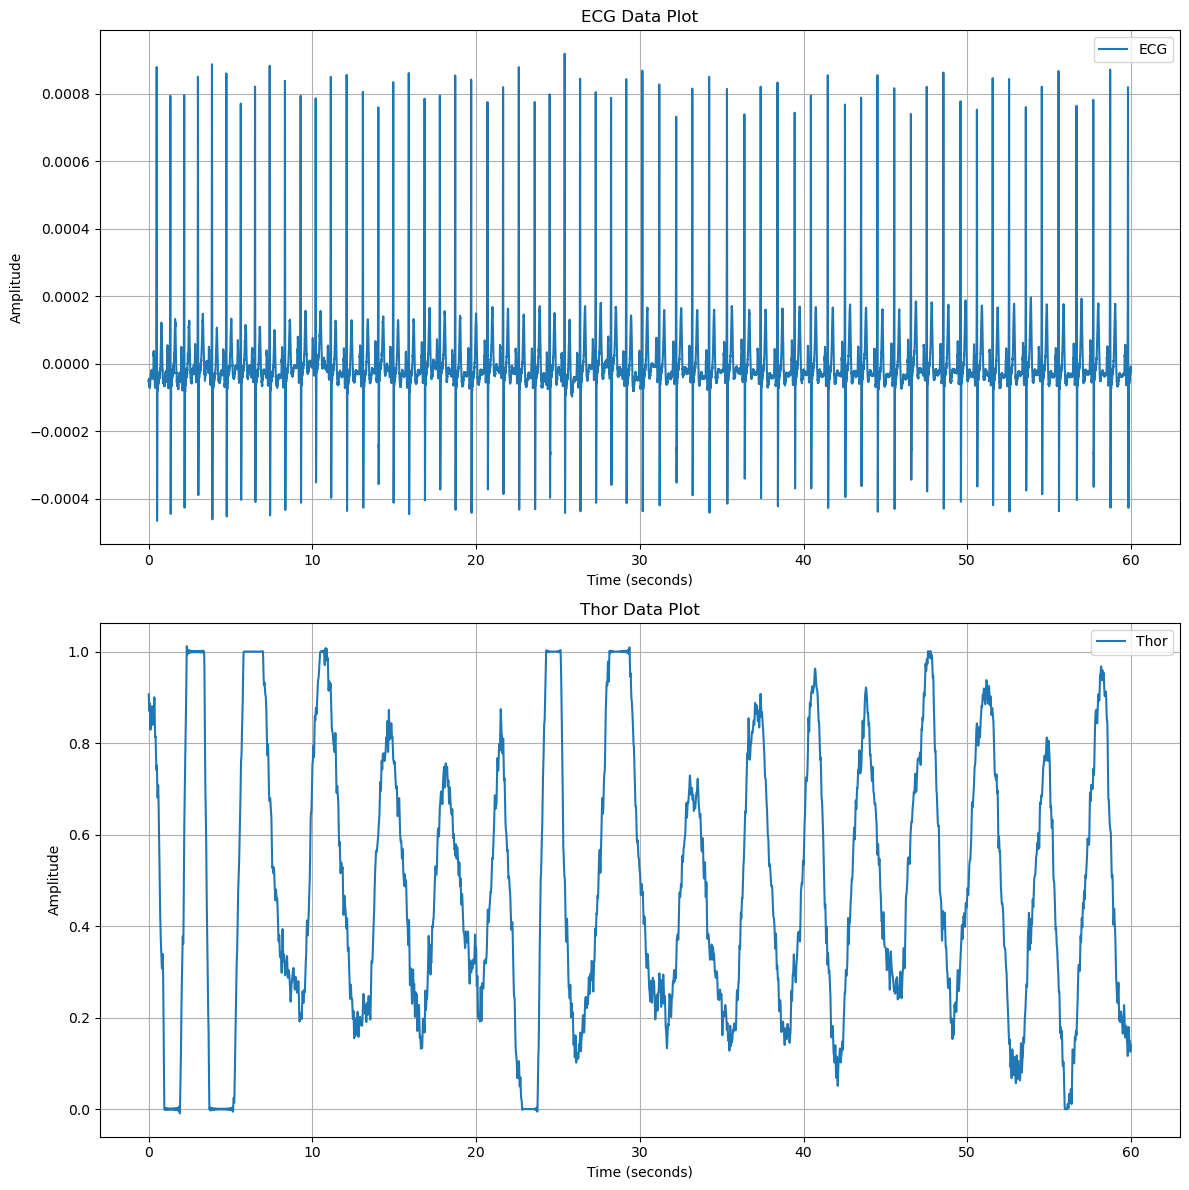 ECG Data Plot
ECG
0.0008
0.0006
0.0004
0.0002
0.0000
−0.0002
−0.0004
Amplitude
0 10 20 30 40 50 60
Time (seconds)
Thor Data Plot
Thor
1.0
0.8
0.6
0.4
0.2
0.0
Amplitude
0 10 20 30 40 50 60
Time (seconds)